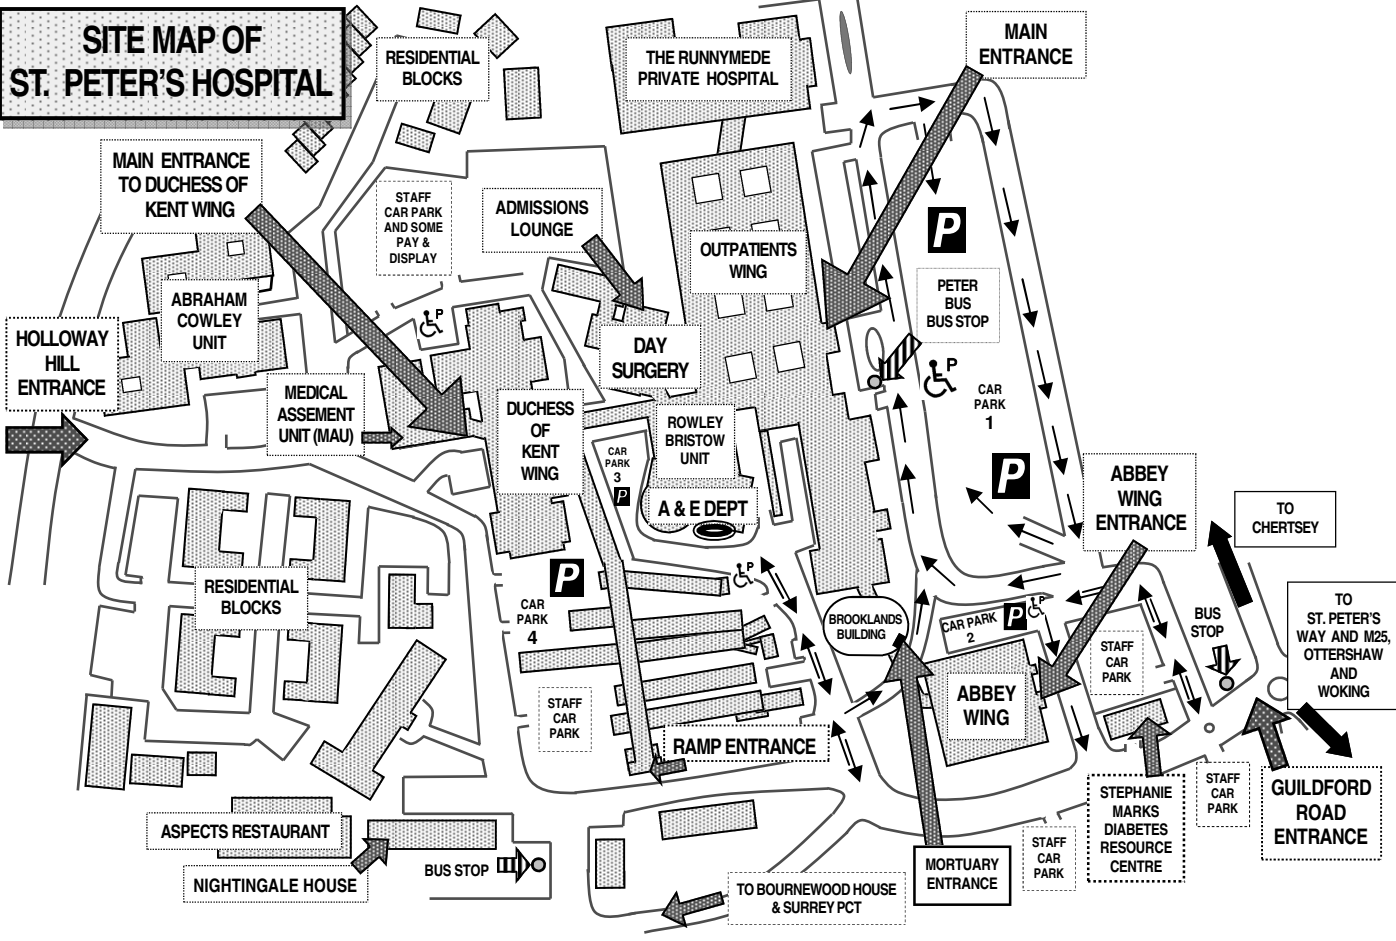 SITE MAP OF
ST. PETER'S HOSPITAL
RESIDENTIAL
BLOCKS
THE RUNNYMEDE
PRIVATE HOSPITAL
MAIN
ENTRANCE
MAIN ENTRANCE
TO DUCHESS OF
KENT WING
STAFF
CAR PARK
AND SOME
PAY &
DISPLAY
ADMISSIONS
LOUNGE
OUTPATIENTS
WING
P
PETER
BUS
BUS STOP
ABRAHAM
COWLEY
UNIT
HOLLOWAY
HILL
ENTRANCE
P
DAY
SURGERY
P
CAR
PARK
1
MEDICAL
ASSEMENT
UNIT (MAU)
DUCHESS
OF
KENT
WING
ROWLEY
BRISTOW
UNIT
CAR
PARK
3
P
A & E DEPT
P
ABBEY
WING
ENTRANCE
TO
CHERTSEY
RESIDENTIAL
BLOCKS
P
CAR
PARK
4
P
BROOKLANDS
BUILDING
CAR PARK
2
P
P
BUS
STOP
TO
ST. PETER'S
WAY AND M25,
OTTERSHAW
AND
WOKING
STAFF
CAR
PARK
ABBEY
WING
STAFF
CAR
PARK
RAMP ENTRANCE
STEPHANIE
MARKS
DIABETES
RESOURCE
CENTRE
STAFF
CAR
PARK
GUILDFORD
ROAD
ENTRANCE
ASPECTS RESTAURANT
NIGHTINGALE HOUSE
BUS STOP
TO BOURNEWOOD HOUSE
& SURREY PCT
MORTUARY
ENTRANCE
STAFF
CAR
PARK